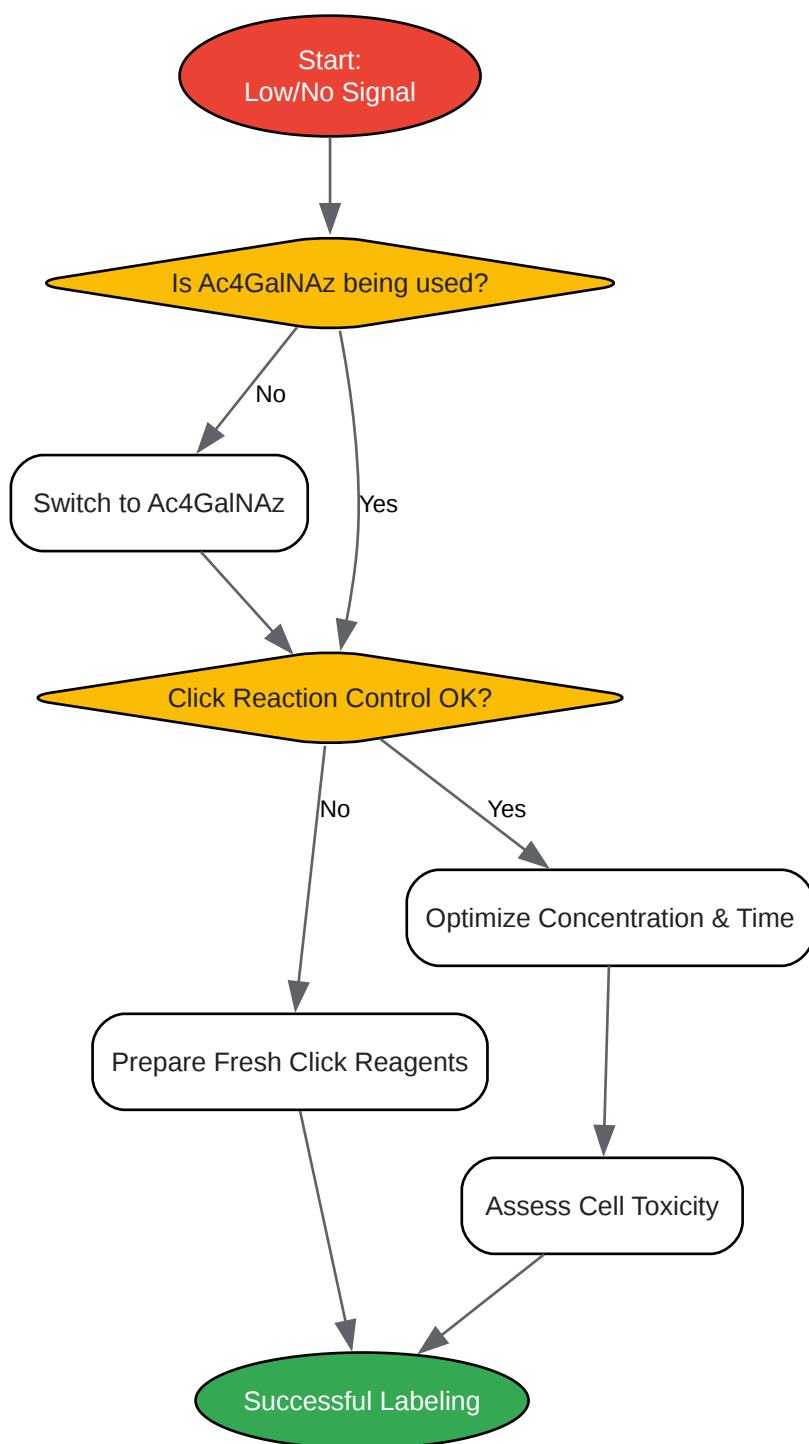 Start:
Low/No Signal
Is Ac4GalNAz being used?
No
Yes
Switch to Ac4GalNAz
Click Reaction Control OK?
No
Yes
Optimize Concentration & Time
Prepare Fresh Click Reagents
Assess Cell Toxicity
Successful Labeling